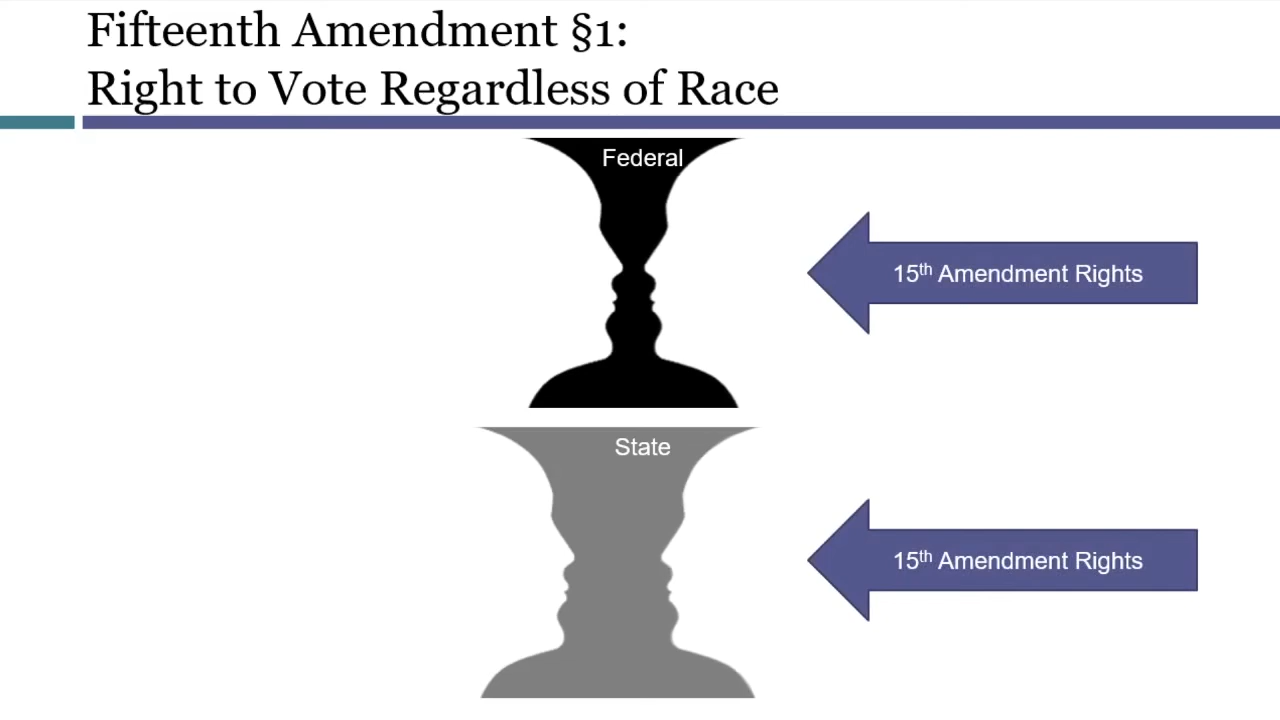 Fifteenth Amendment §1:
Right to Vote Regardless of Race
Federal
15th Amendment Rights
State
15th Amendment Rights